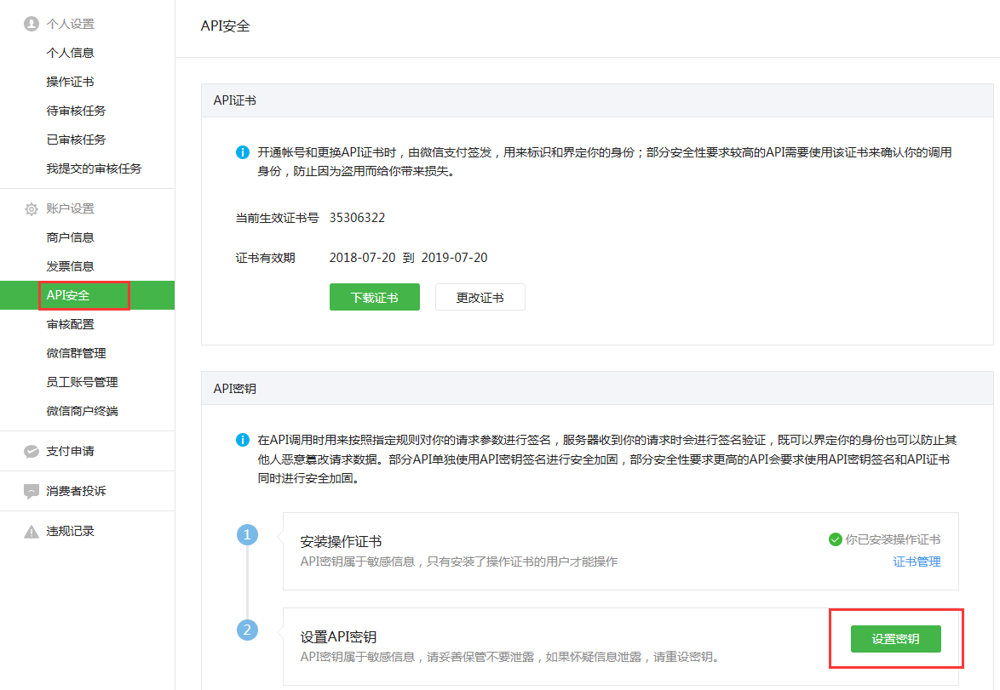 个人设置
个人信息
操作证书
待审核任务
已审核任务
我提交的审核任务
账户设置
商户信息
发票信息
API安全
审核配置
微信群管理
员工账号管理
微信商户终端
支付申请
消费者投诉
违规记录
API安全
API证书
开通帐号和更换API证书时，由微信支付签发，用来标识和界定你的身份；部分安全性要求较高的API需要使用该证书来确认你的调用
身份，防止因为盗用而给你带来损失。
当前生效证书号 35306322
证书有效期 2018-07-20 到 2019-07-20
下载证书 更改证书
API密钥
在API调用时用来按照指定规则对你的请求参数进行签名，服务器收到你的请求时会进行签名验证，既可以界定你的身份也可以防止其
他人恶意篡改请求数据。部分API单独使用API密钥签名进行安全加固，部分安全性要求更高的API会要求使用API密钥签名和API证书
同时进行安全加固。
1
安装操作证书 你已安装操作证书
API密钥属于敏感信息，只有安装了操作证书的用户才能操作 证书管理
2
设置API密钥 设置密钥
API密钥属于敏感信息，请妥善保管不要泄露，如果怀疑信息泄露，请重设密钥。